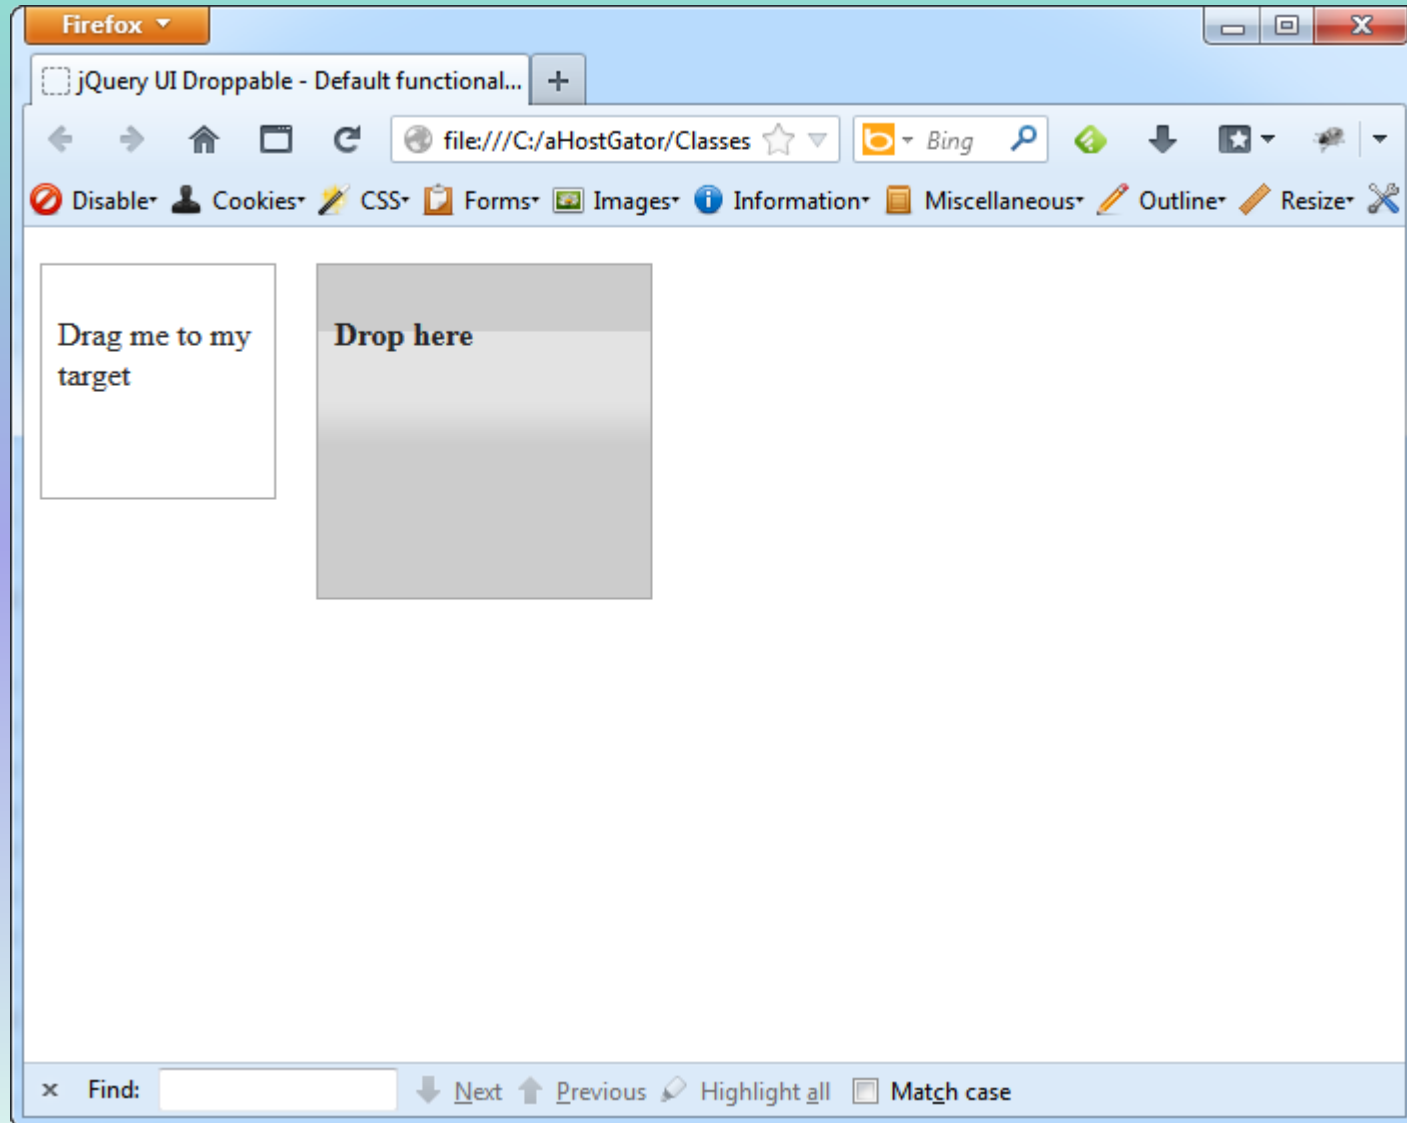 Firefox
jQuery UI Droppable - Default functional...
file:///C:/aHostGator/Classes
Bing
Disable Cookies CSS Forms Images Information Miscellaneous Outline Resize
Drag me to my
target
Drop here
Find: Next Previous Highlight all Match case